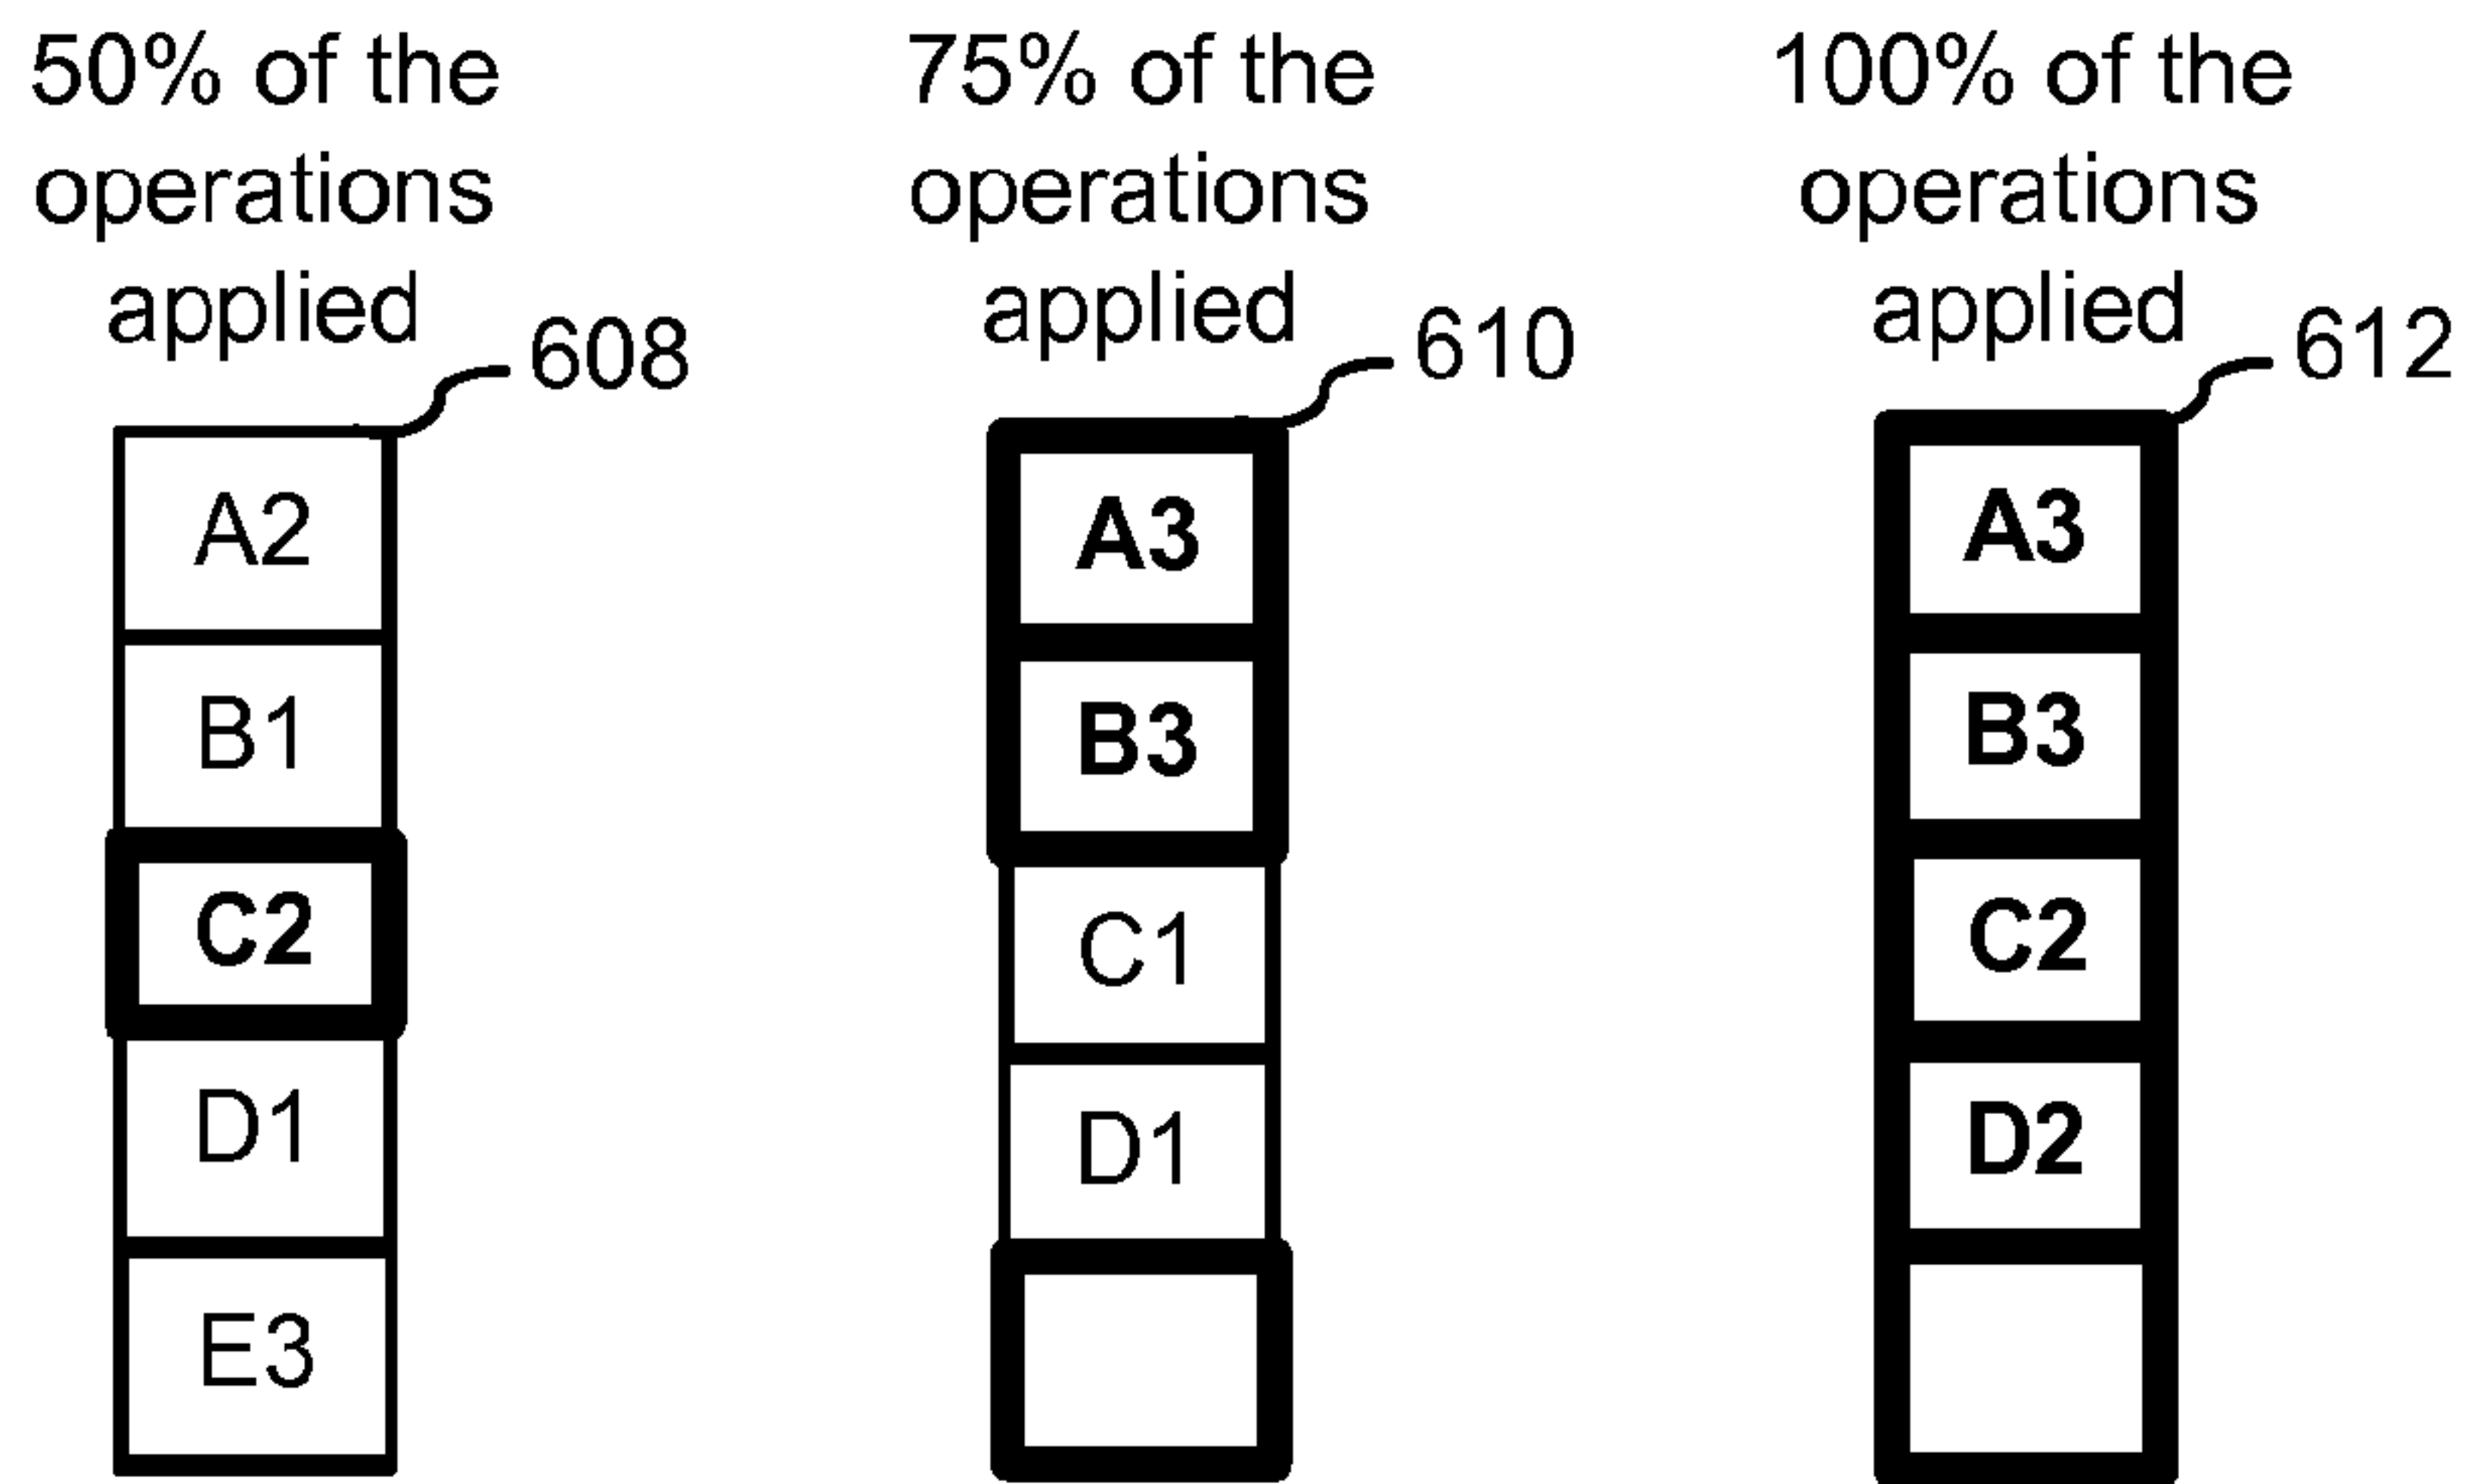 50% of the
operations
applied
608
A2
B1
C2
D1
E3
75% of the
operations
applied
610
A3
B3
C1
D1
100% of the
operations
applied
612
A3
B3
C2
D2